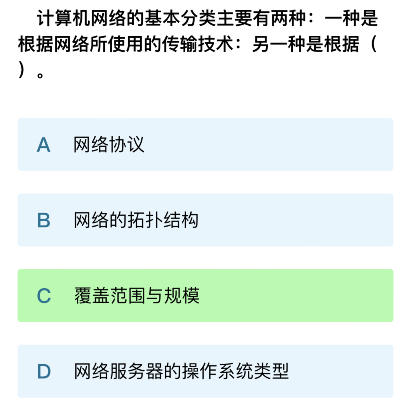 计算机网络的基本分类主要有两种：一种是
根据网络所使用的传输技术：另一种是根据（
）。
A 网络协议
B 网络的拓扑结构
C 覆盖范围与规模
D 网络服务器的操作系统类型